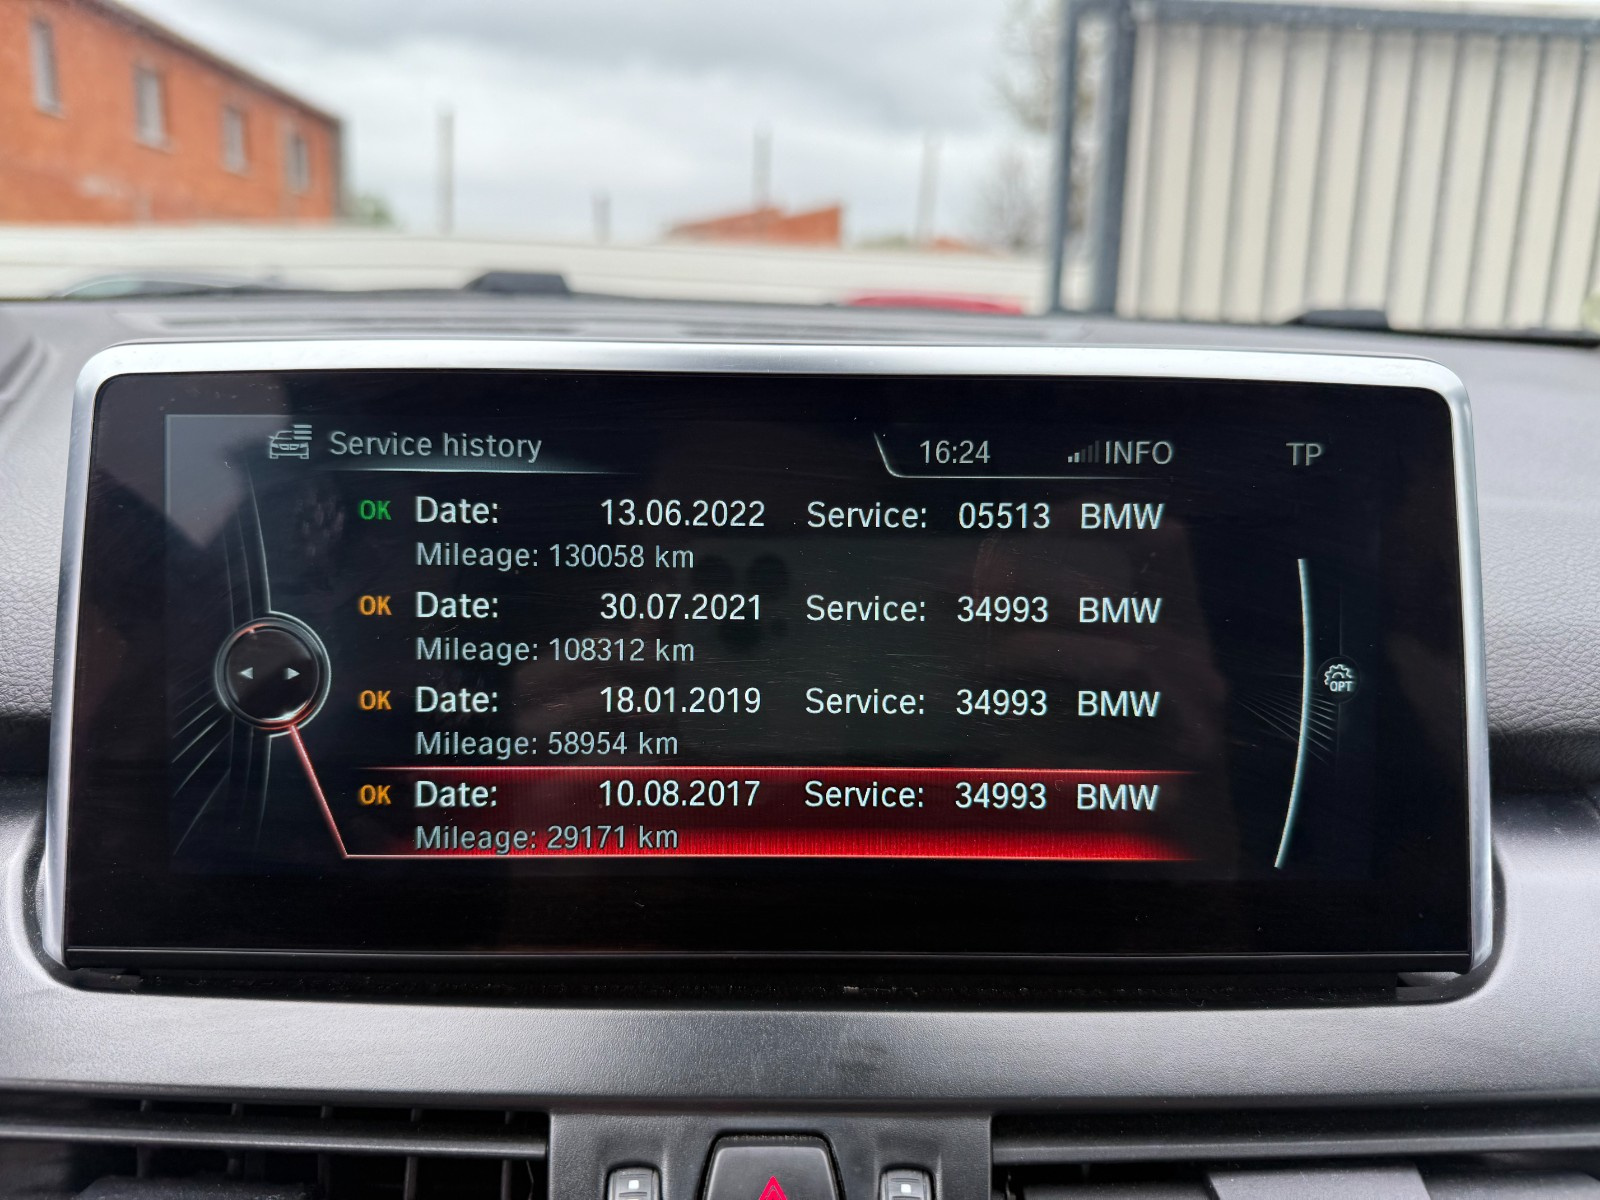 Service history 16:24 INFO TP
OK Date: 13.06.2022 Service: 05513 BMW
Mileage: 130058 km
OK Date: 30.07.2021 Service: 34993 BMW
Mileage: 108312 km
OPT
OK Date: 18.01.2019 Service: 34993 BMW
Mileage: 58954 km
OK Date: 10.08.2017 Service: 34993 BMW
Mileage: 29171 km